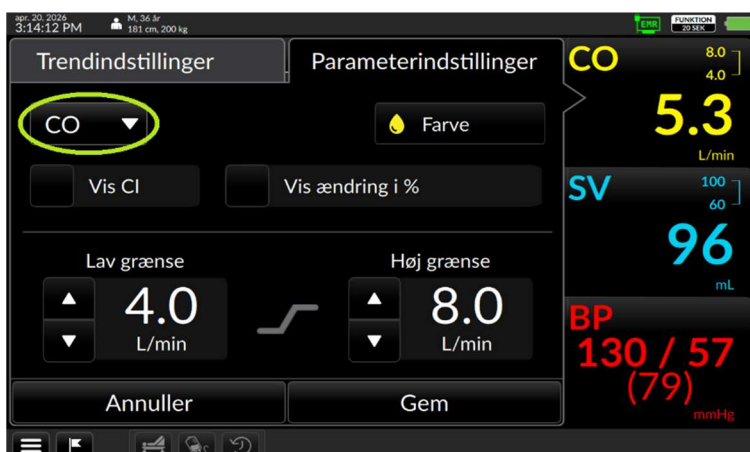 apr. 20, 2026
3:14:12 PM
M, 36 år
181 cm, 200 kg
EMR
FUNKTION
20 SEK
Trendindstillinger
Parameterindstillinger
CO
Farve
Vis CI
Vis ændring i %
Lav grænse
Høj grænse
4.0
L/min
8.0
L/min
Annuller
Gem
CO
8.0
4.0
5.3
L/min
SV
100
60
96
mL
BP
130 / 57
(79)
mmHg